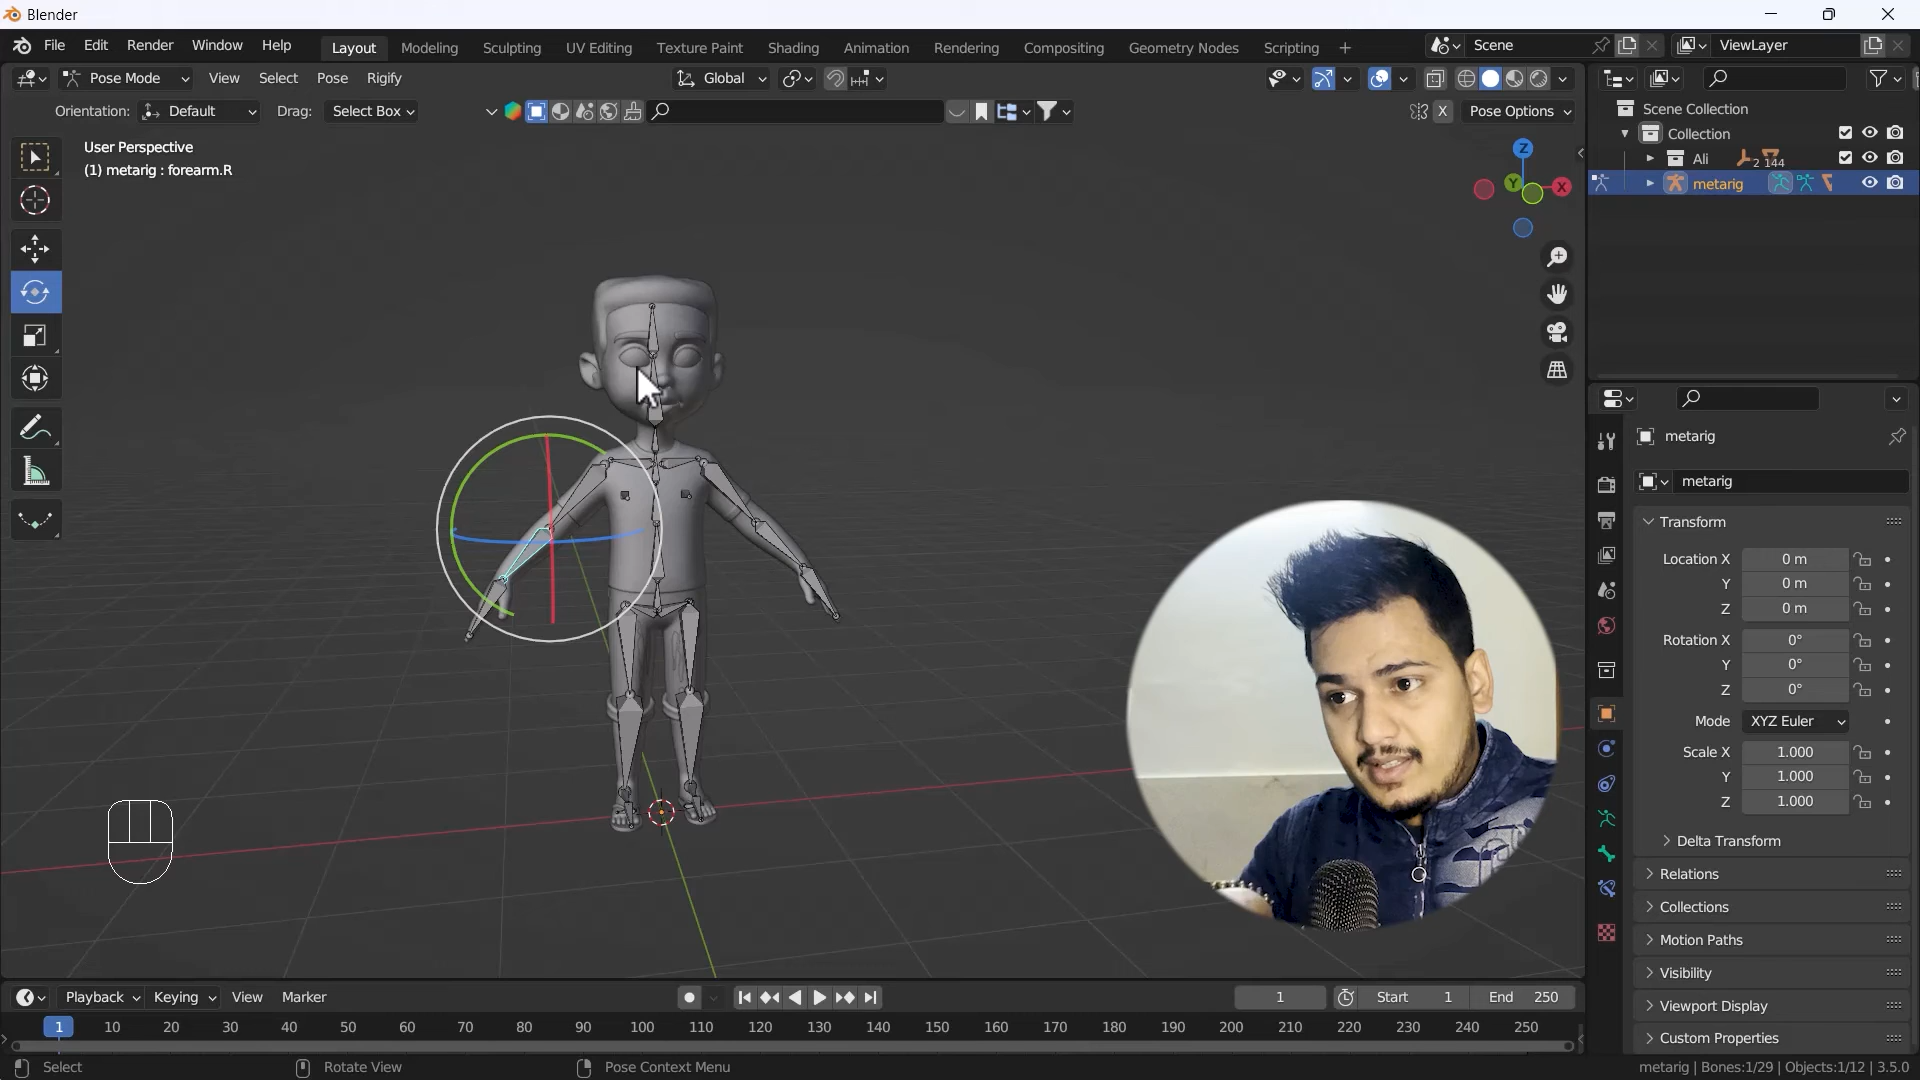 Blender
File Edit Render Window Help Layout Modeling Sculpting UV Editing Texture Paint Shading Animation Rendering Compositing Geometry Nodes Scripting + Scene ViewLayer
Pose Mode View Select Pose Rigify Global
Orientation: Default Drag: Select Box X Pose Options
User Perspective
(1) metarig : forearm.R
Z
Y
X
Scene Collection
Collection
Ali 2 144
metarig
metarig
metarig
Transform
Location X 0 m
Y 0 m
Z 0 m
Rotation X 0°
Y 0°
Z 0°
Mode XYZ Euler
Scale X 1.000
Y 1.000
Z 1.000
Delta Transform
Relations
Collections
Motion Paths
Visibility
Viewport Display
Custom Properties
Playback Keying View Marker 1 Start 1 End 250
1 10 20 30 40 50 60 70 80 90 100 110 120 130 140 150 160 170 180 190 200 210 220 230 240 250
Select Rotate View Pose Context Menu metarig | Bones:1/29 | Objects:1/12 | 3.5.0